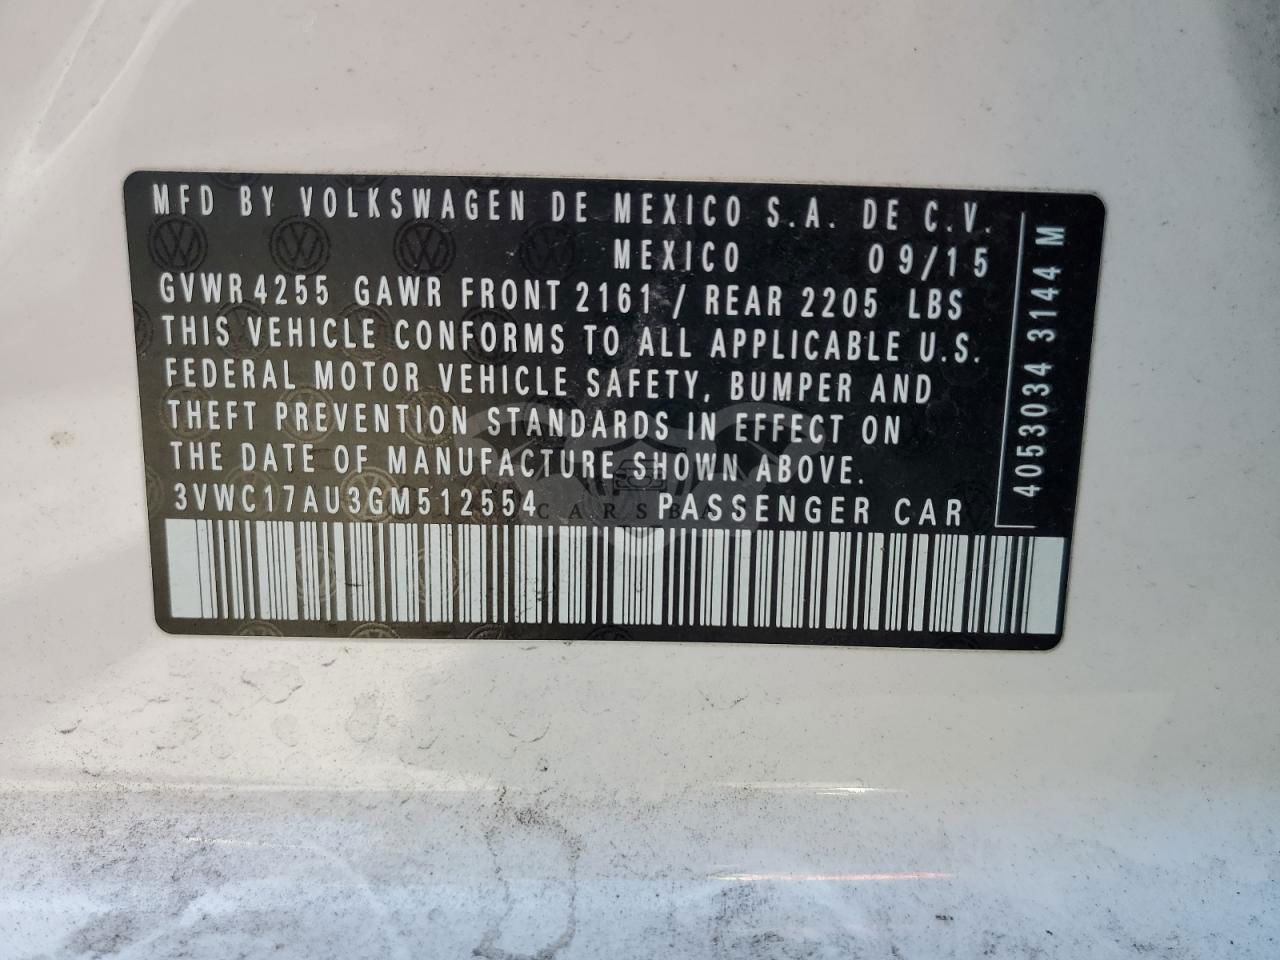 MFD BY VOLKSWAGEN DE MEXICO S.A. DE C.V.
MEXICO 09/15
GVWR 4255 GAWR FRONT 2161 / REAR 2205 LBS
THIS VEHICLE CONFORMS TO ALL APPLICABLE U.S.
FEDERAL MOTOR VEHICLE SAFETY, BUMPER AND
THEFT PREVENTION STANDARDS IN EFFECT ON
THE DATE OF MANUFACTURE SHOWN ABOVE.
3VWC17AU3GM512554 PASSENGER CAR
4053034 3144 M
CARSBA